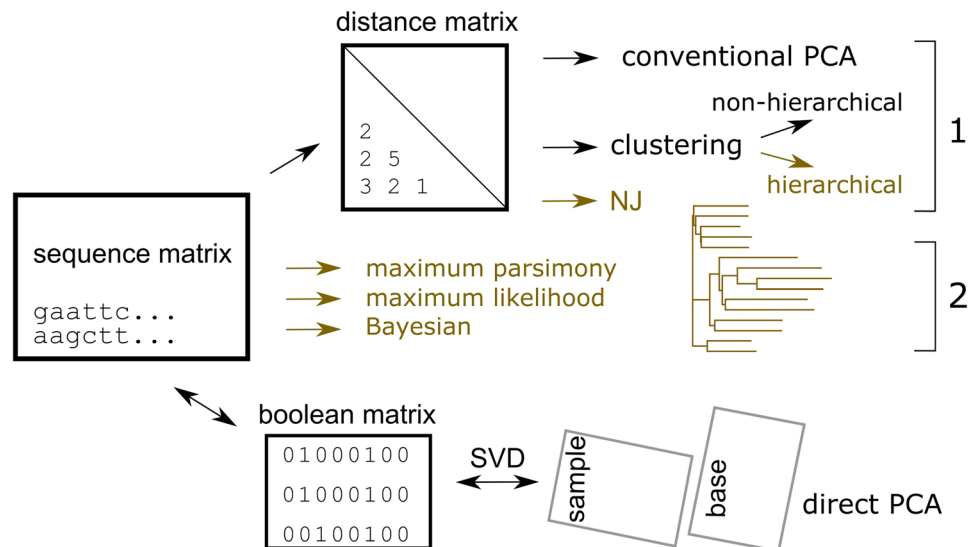 distance matrix
conventional PCA
1
non-hierarchical
2
clustering
2 5
3 2 1
hierarchical
NJ
sequence matrix
maximum parsimony
2
maximum likelihood
gaattc...
Bayesian
aagctt...
boolean matrix
01000100
SVD
sample
base
01000100
direct PCA
00100100